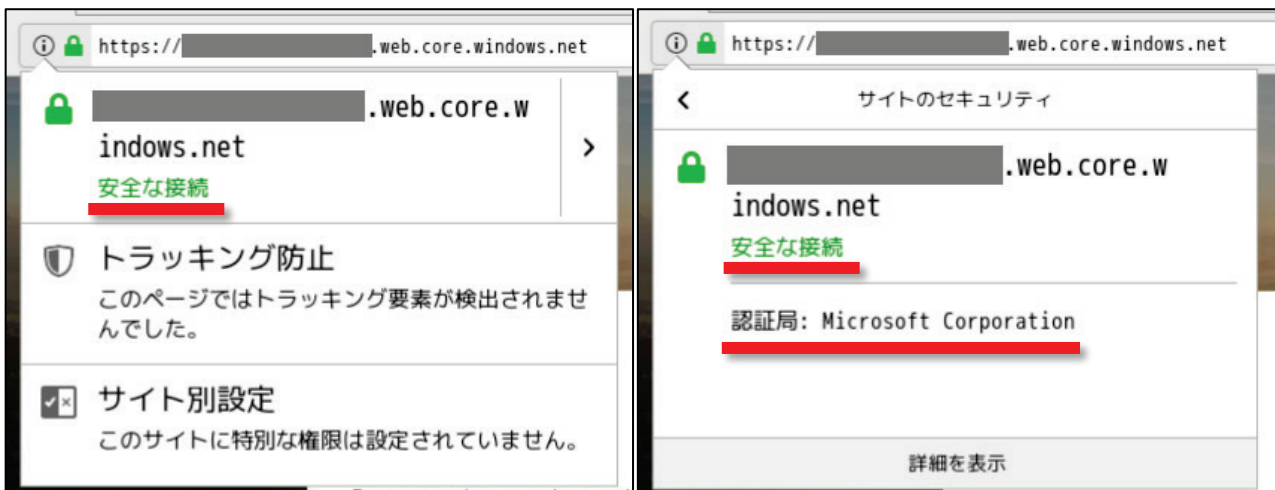 https:// .web.core.windows.net
.web.core.w
indows.net
安全な接続
トラッキング防止
このページではトラッキング要素が検出されませ
んでした。
サイト別設定
このサイトに特別な権限は設定されていません。
https:// .web.core.windows.net
サイトのセキュリティ
.web.core.w
indows.net
安全な接続
認証局: Microsoft Corporation
詳細を表示